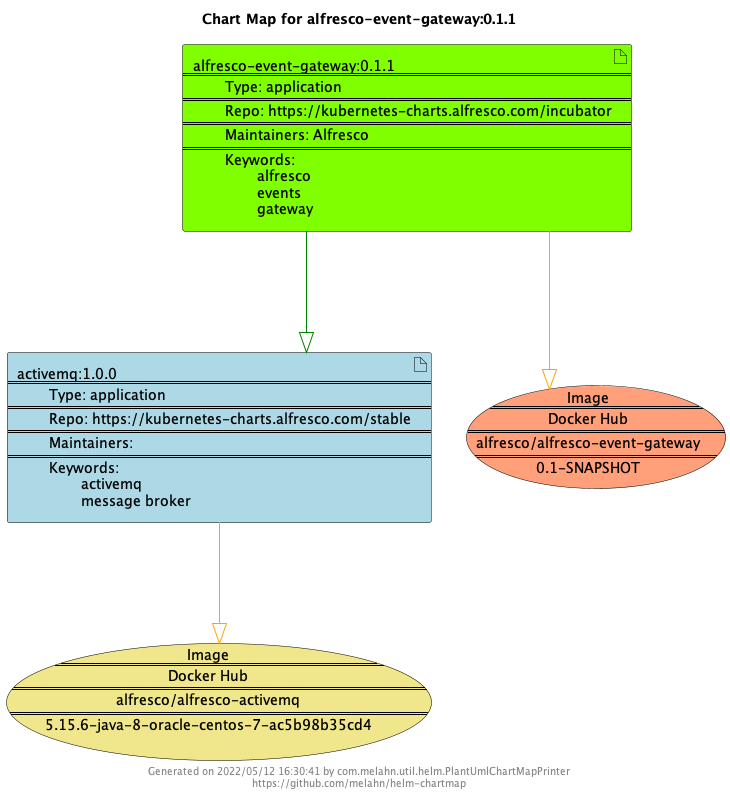 Chart Map for alfresco-event-gateway:0.1.1
alfresco-event-gateway:0.1.1
Type: application
Repo: https://kubernetes-charts.alfresco.com/incubator
Maintainers: Alfresco
Keywords:
alfresco
events
gateway
activemq:1.0.0
Type: application
Repo: https://kubernetes-charts.alfresco.com/stable
Maintainers:
Keywords:
activemq
message broker
Image
Docker Hub
alfresco/alfresco-event-gateway
0.1-SNAPSHOT
Image
Docker Hub
alfresco/alfresco-activemq
5.15.6-java-8-oracle-centos-7-ac5b98b35cd4
Generated on 2022/05/12 16:30:41 by com.melahn.util.helm.PlantUmlChartMapPrinter
https://github.com/melahn/helm-chartmap